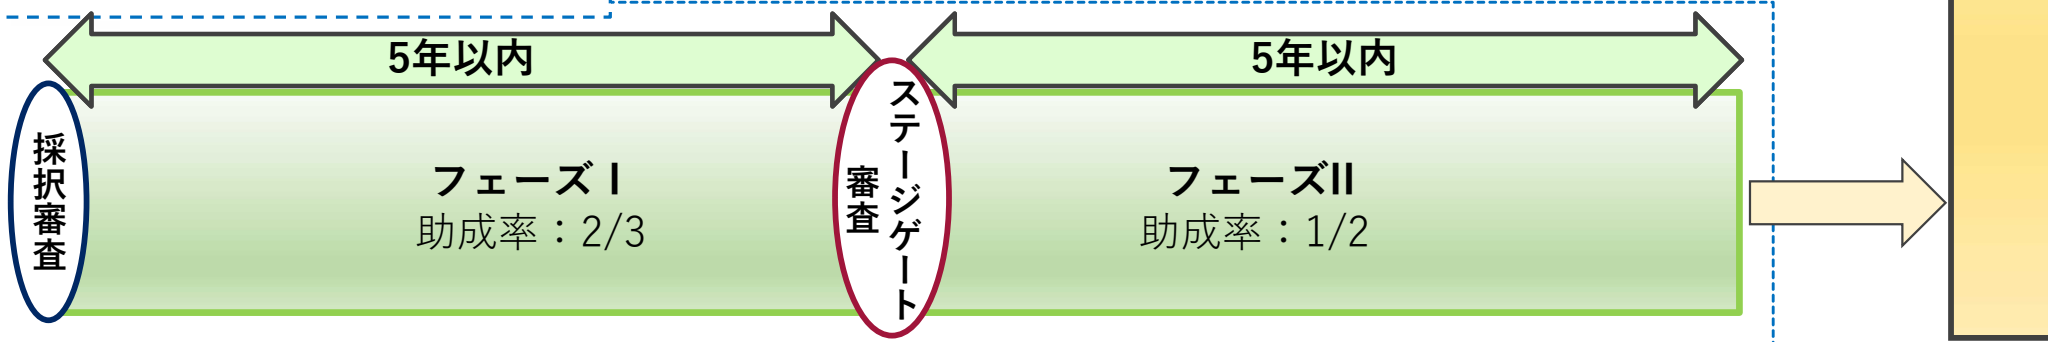 5年以内
5年以内
採択審査
フェーズ I
助成率：2/3
ステージゲート
審査
フェーズII
助成率：1/2